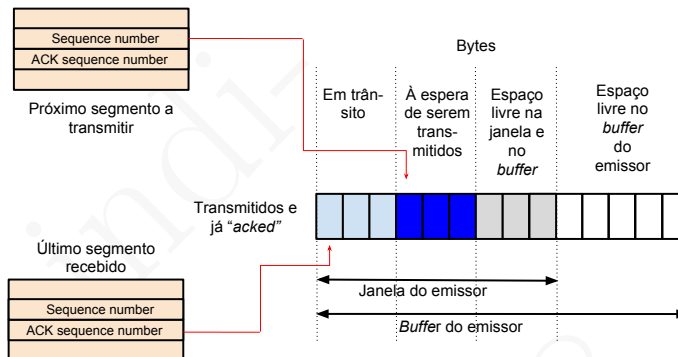 Sequence number
ACK sequence number
Próximo segmento a
transmitir
Bytes
Em trân-
sito
À espera
de serem
trans-
mitidos
Espaço
livre na
janela e
no
buffer
Espaço
livre no
buffer
do
emissor
Transmitidos e
já “acked”
Último segmento
recebido
Sequence number
ACK sequence number
Janela do emissor
Buffer do emissor
indi-